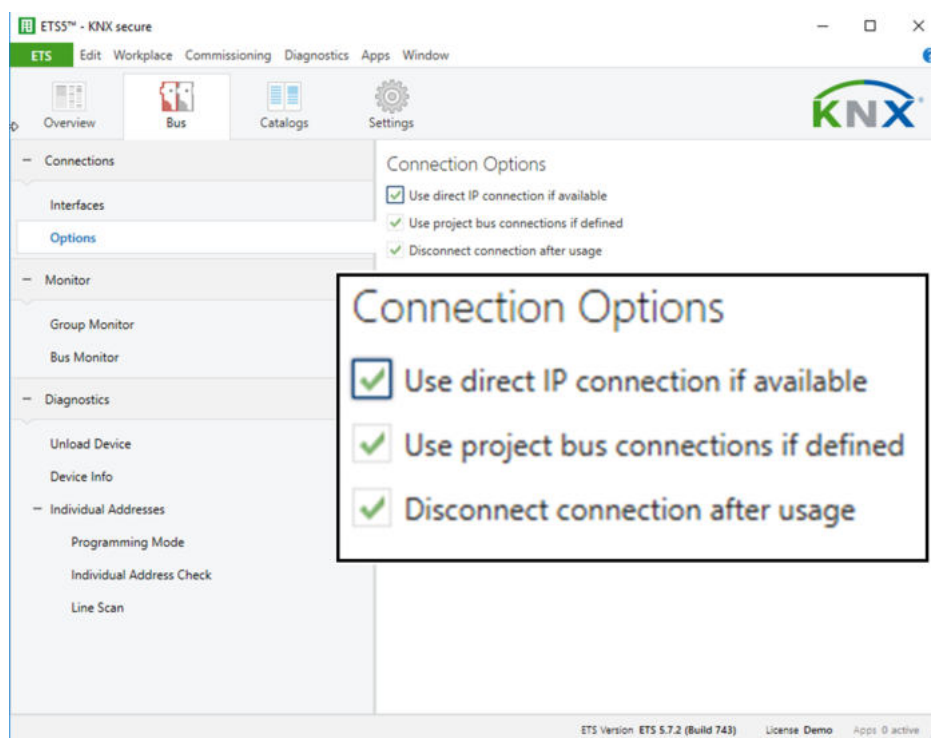 ETS5™ - KNX secure
ETS Edit Workplace Commissioning Diagnostics Apps Window
Overview Bus Catalogs Settings
KNX
Connections
Interfaces
Options
Monitor
Group Monitor
Bus Monitor
Diagnostics
Unload Device
Device Info
Individual Addresses
Programming Mode
Individual Address Check
Line Scan
Connection Options
Use direct IP connection if available
Use project bus connections if defined
Disconnect connection after usage
Connection Options
Use direct IP connection if available
Use project bus connections if defined
Disconnect connection after usage
ETS Version ETS 5.7.2 (Build 743) License Demo Apps 0 active